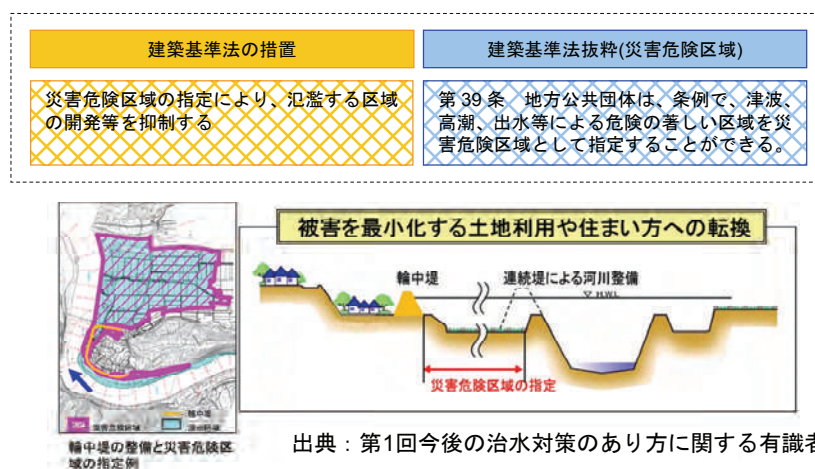 建築基準法の措置
建築基準法抜粋(災害危険区域)
災害危険区域の指定により、氾濫する区域
の開発等を抑制する
第 39 条　地方公共団体は、条例で、津波、
高潮、出水等による危険の著しい区域を災
害危険区域として指定することができる。
被害を最小化する土地利用や住まい方への転換
輪中堤
連続堤による河川整備
H.W.L
災害危険区域の指定
災害危険区域
輪中堤
輪中堤の整備と災害危険区
域の指定例
出典：第1回今後の治水対策のあり方に関する有識者